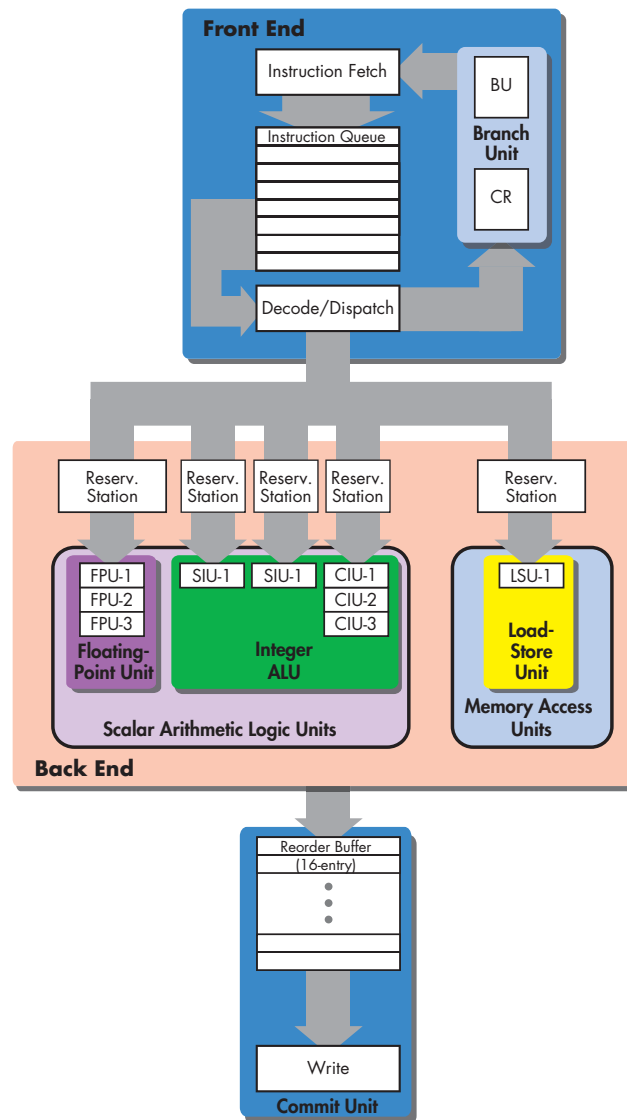 Front End
Instruction Fetch
BU
Branch
Unit
CR
Instruction Queue
Decode/Dispatch
Reserv.
Station
Reserv.
Station
Reserv.
Station
Reserv.
Station
Reserv.
Station
FPU-1
FPU-2
FPU-3
Floating-
Point Unit
SIU-1
SIU-1
CIU-1
CIU-2
CIU-3
Integer
ALU
Scalar Arithmetic Logic Units
LSU-1
Load-
Store
Unit
Memory Access
Units
Back End
Reorder Buffer
(16-entry)
Write
Commit Unit